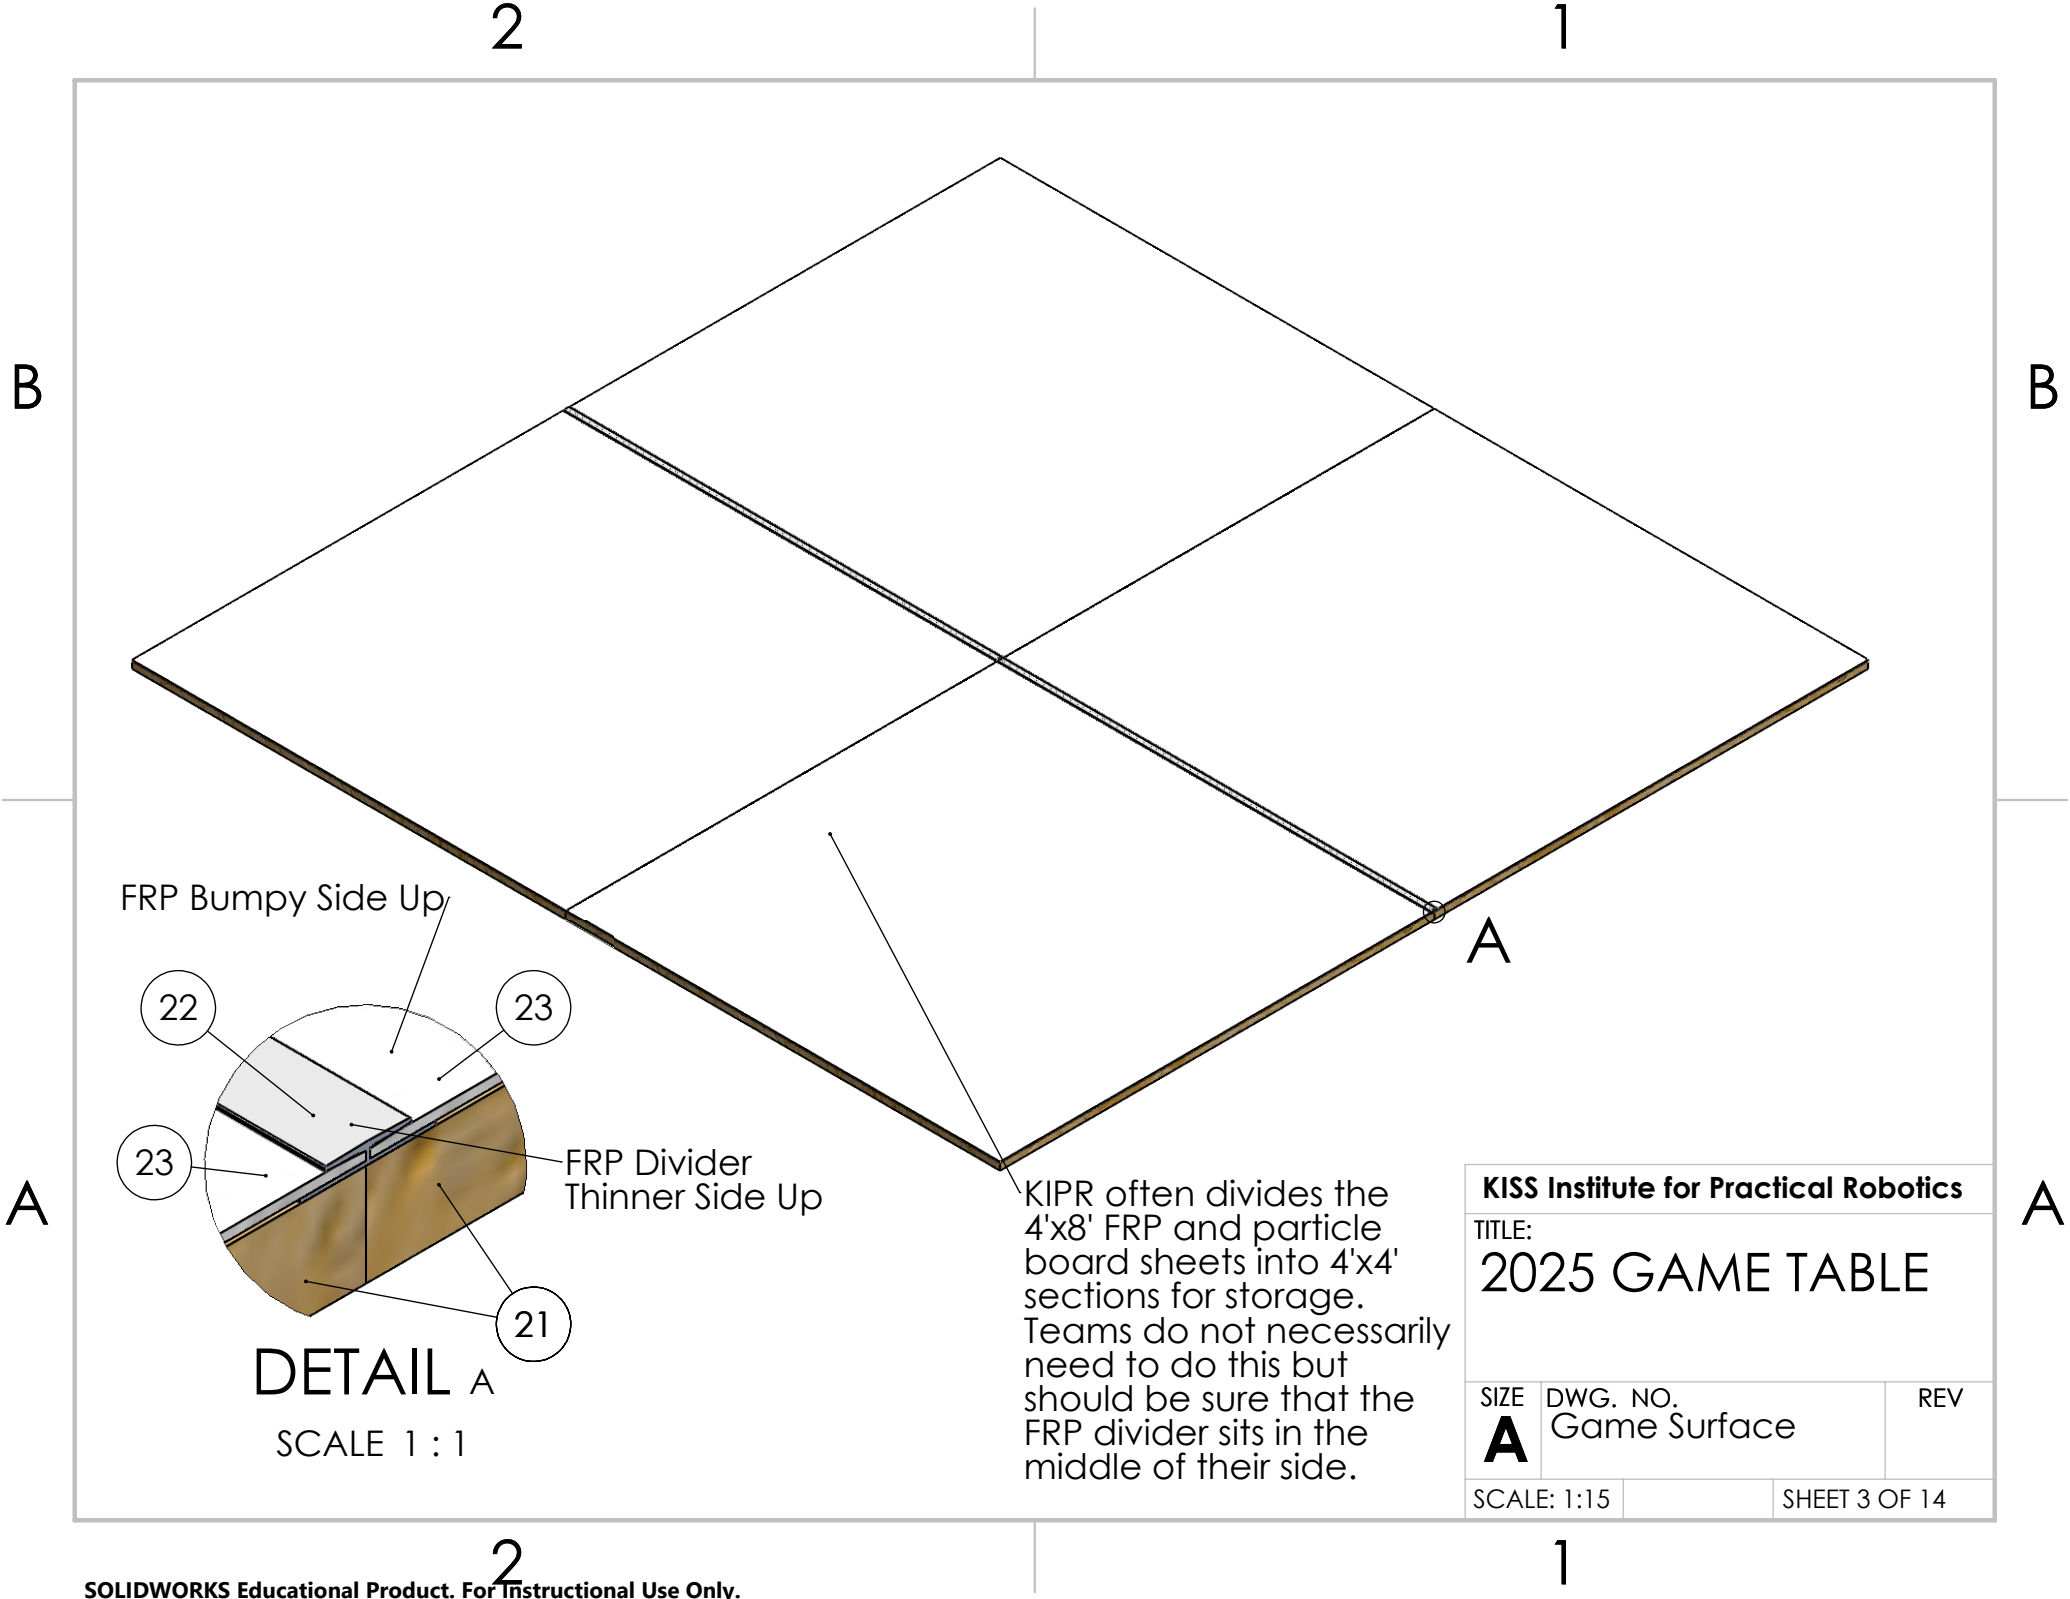 2
1
B
B
FRP Bumpy Side Up
A
22
23
23
FRP Divider
Thinner Side Up
21
DETAIL A
SCALE 1 : 1
A
A
KIPR often divides the
4'x8' FRP and particle
board sheets into 4'x4'
sections for storage.
Teams do not necessarily
need to do this but
should be sure that the
FRP divider sits in the
middle of their side.
KISS Institute for Practical Robotics
TITLE:
2025 GAME TABLE
SIZE
A
DWG. NO.
Game Surface
REV
SCALE: 1:15
SHEET 3 OF 14
2
1
SOLIDWORKS Educational Product. For Instructional Use Only.